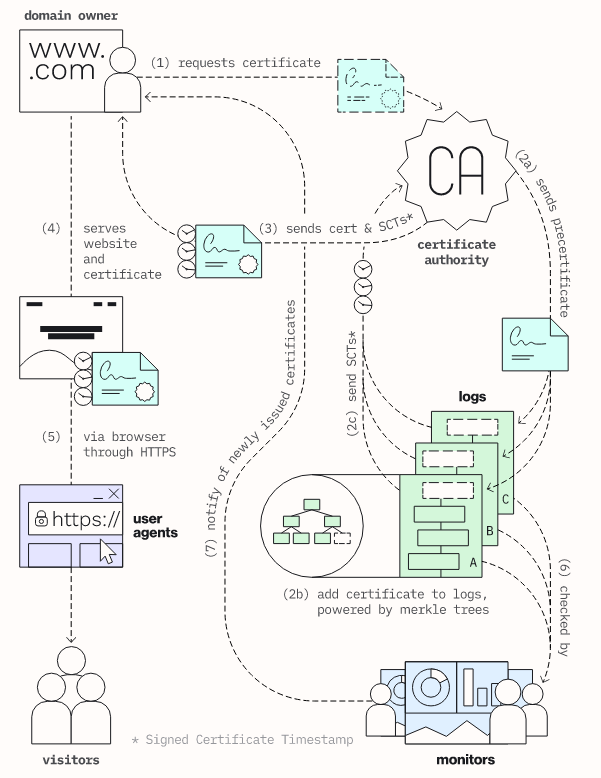 domain owner
www.
.com
(1) requests certificate
CA
(2a) sends precertificate
(3) sends cert & SCTs*
certificate
authority
(4) serves
website
and
certificate
(2c) send SCTs*
logs
(5) via browser
through HTTPS
(7) notify of newly issued certificates
https://
user
agents
C
B
A
(2b) add certificate to logs,
powered by merkle trees
(6) checked by
* Signed Certificate Timestamp
visitors
monitors